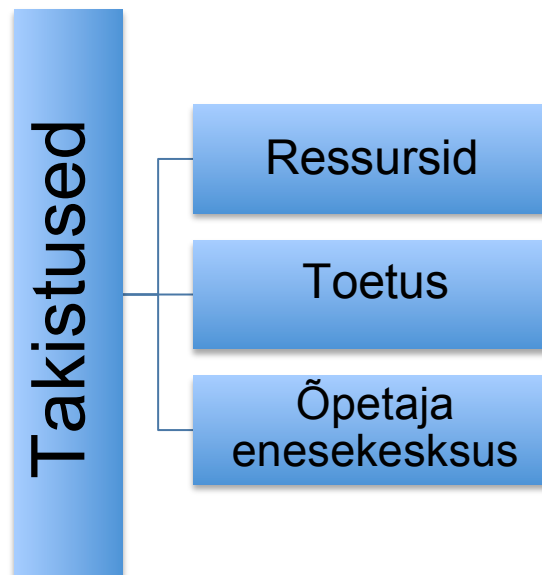 Takistused
Ressursid
Toetus
Õpetaja
enesekesksus